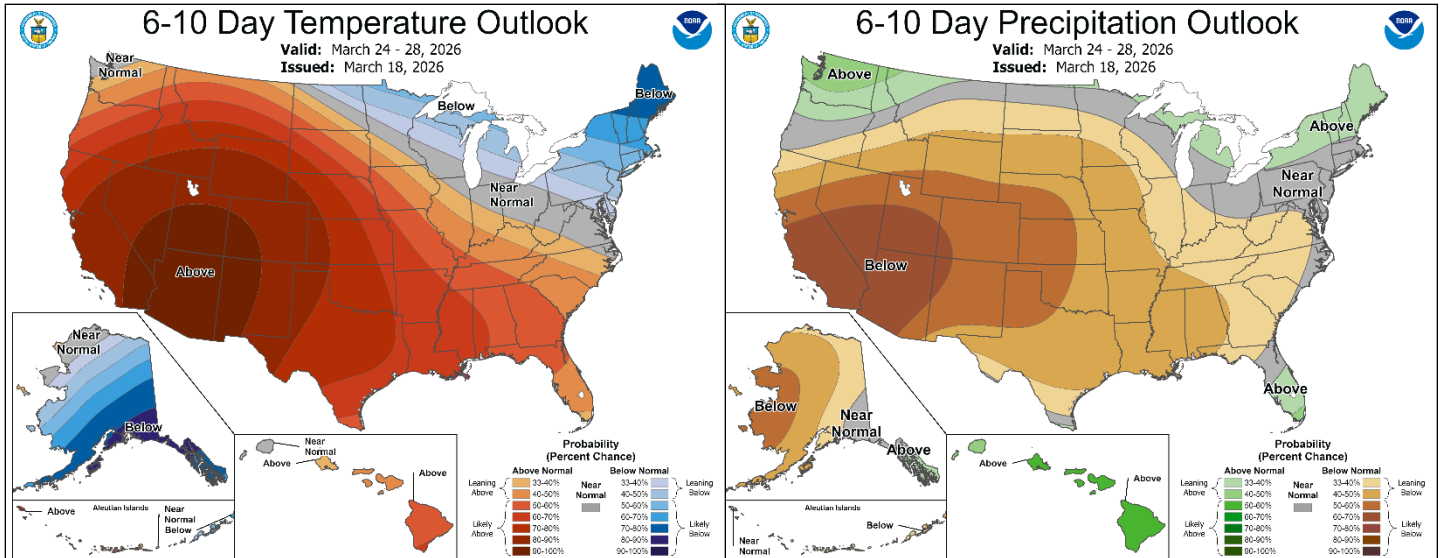 6-10 Day Temperature Outlook
Valid: March 24 - 28, 2026
Issued: March 18, 2026
NOAA
Near
Normal
Below
Below
Near
Normal
Above
Near
Normal
Below
Near
Normal
Above
Above
Above
Aleutian Islands
Near
Normal
Below
Probability
(Percent Chance)
Above Normal
Below Normal
Leaning
Above
Likely
Above
33-40%
40-50%
50-60%
60-70%
70-80%
80-90%
90-100%
Near
Normal
33-40%
40-50%
50-60%
60-70%
70-80%
80-90%
90-100%
Leaning
Below
Likely
Below
6-10 Day Precipitation Outlook
Valid: March 24 - 28, 2026
Issued: March 18, 2026
NOAA
Above
Above
Near
Normal
Below
Above
Below
Near
Normal
Above
Above
Aleutian Islands
Near
Normal
Below
Probability
(Percent Chance)
Above Normal
Below Normal
Leaning
Above
Likely
Above
33-40%
40-50%
50-60%
60-70%
70-80%
80-90%
90-100%
Near
Normal
33-40%
40-50%
50-60%
60-70%
70-80%
80-90%
90-100%
Leaning
Below
Likely
Below